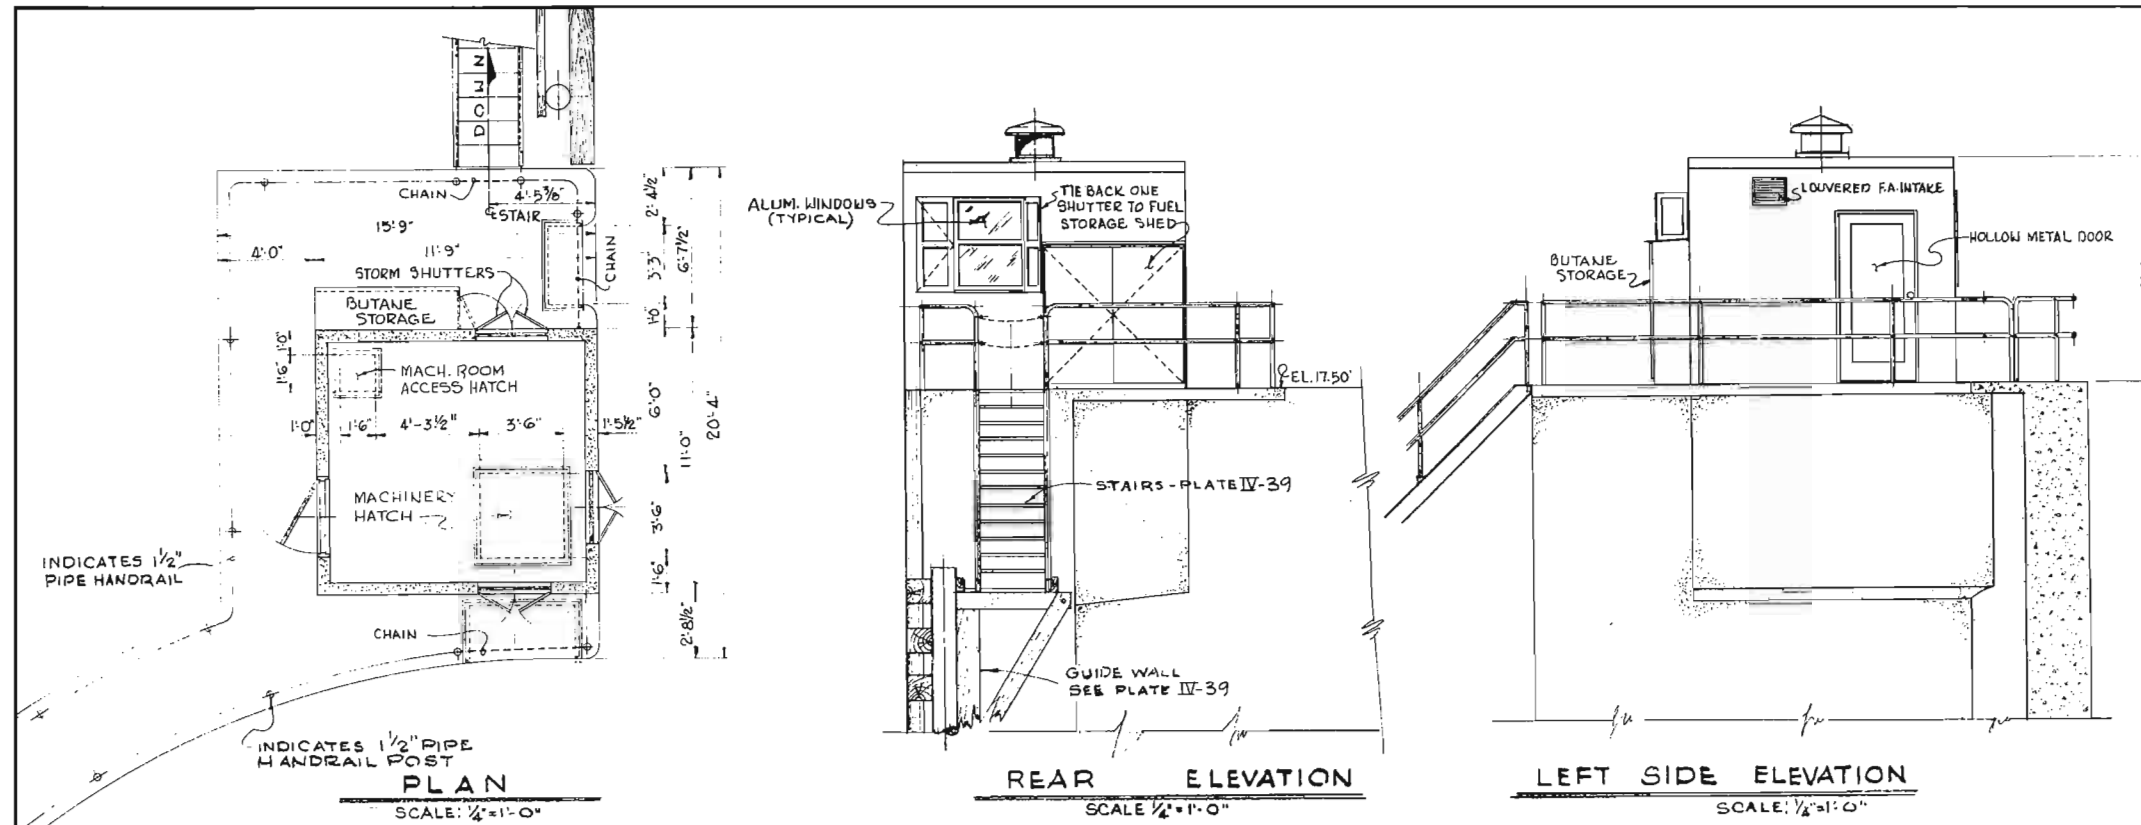 DOWN
CHAIN
4'-5⅜"
℄ STAIR
2'-4½"
15'-9"
11'-9"
4'-0"
STORM SHUTTERS
CHAIN
3'-3"
6'-7½"
1'-0"
BUTANE
STORAGE
1'-0"
1'-6"
MACH. ROOM
ACCESS HATCH
1'-0"
1'-6"
4'-3½"
3'-6"
1'-5½"
6'-0"
11'-0"
20'-4"
MACHINERY
HATCH
3'-6"
1'-6"
2'-8½"
INDICATES 1½"
PIPE HANDRAIL
CHAIN
INDICATES 1½" PIPE
HANDRAIL POST
PLAN
SCALE: ¼"=1'-0"
ALUM. WINDOWS
(TYPICAL)
TIE BACK ONE
SHUTTER TO FUEL
STORAGE SHED
EL. 17.50'
STAIRS-PLATE IV-39
GUIDE WALL
SEE PLATE IV-39
REAR ELEVATION
SCALE ¼"=1'-0"
LOUVERED F.A. INTAKE
HOLLOW METAL DOOR
BUTANE
STORAGE
LEFT SIDE ELEVATION
SCALE: ¼"=1'-0"